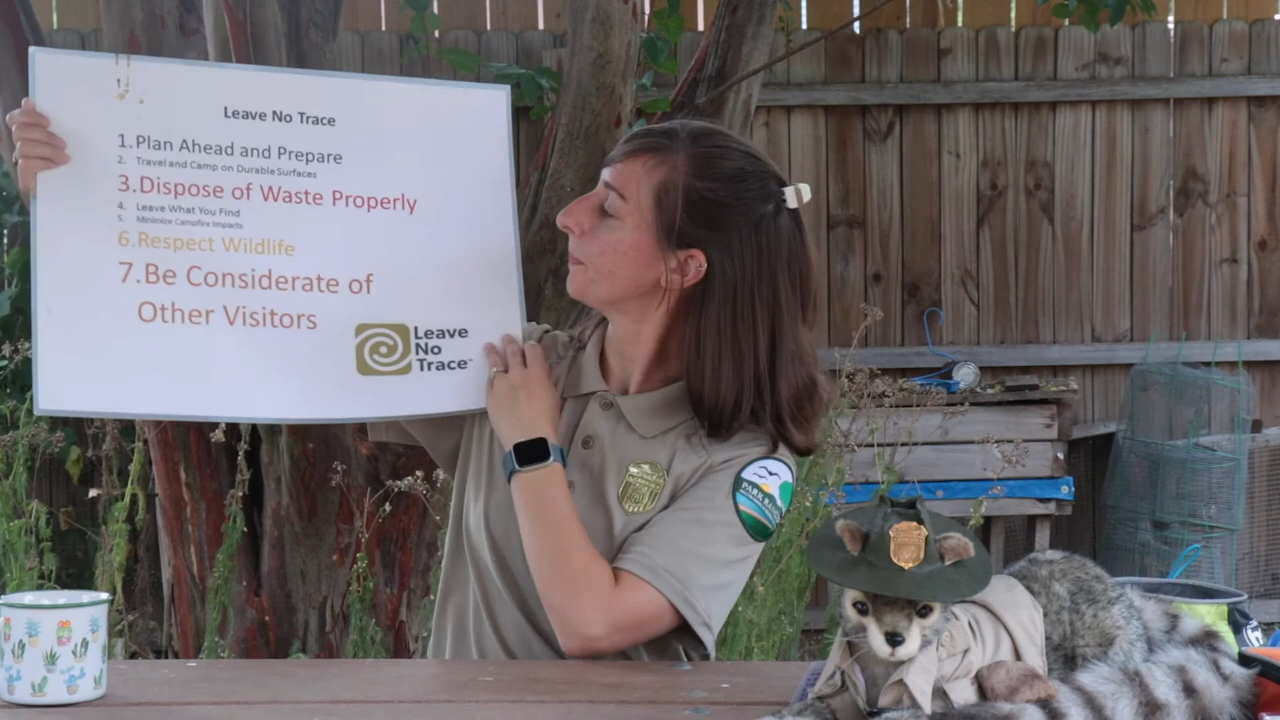 Leave No Trace
1. Plan Ahead and Prepare
2. Travel and Camp on Durable Surfaces
3. Dispose of Waste Properly
4. Leave What You Find
5. Minimize Campfire Impacts
6. Respect Wildlife
7. Be Considerate of
Other Visitors
Leave
No
Trace™
PARK